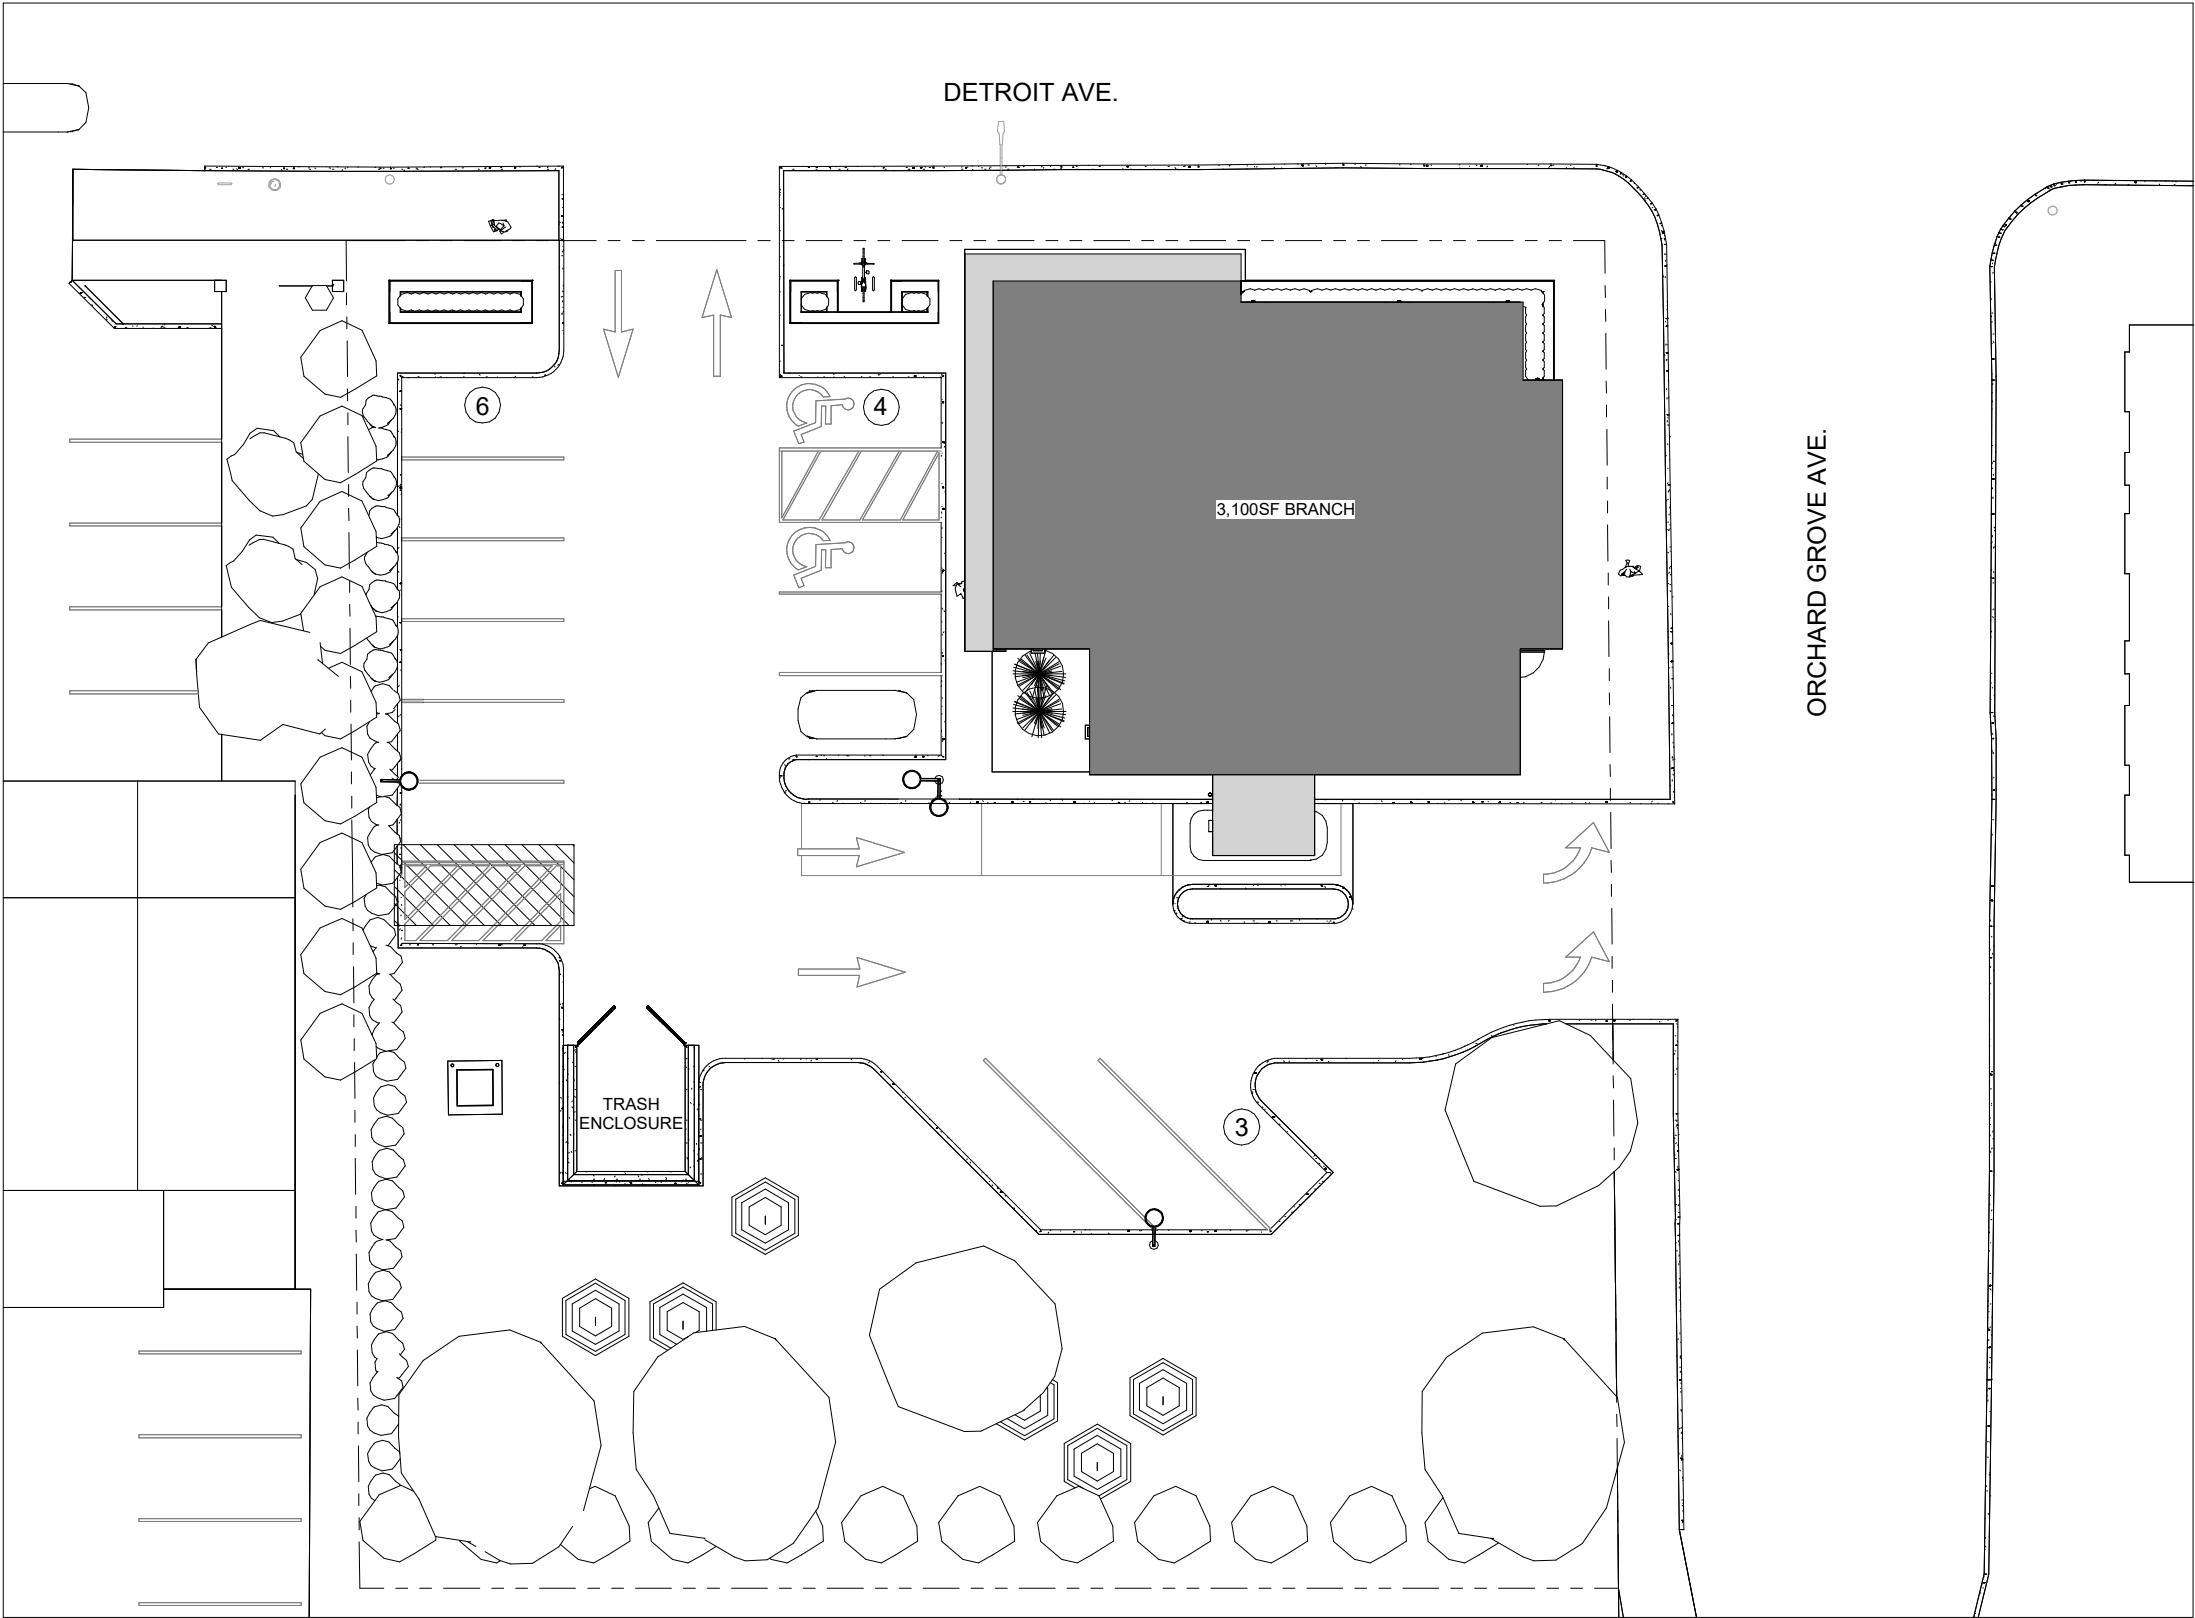 DETROIT AVE.
6
4
3,100SF BRANCH
ORCHARD GROVE AVE.
TRASH
ENCLOSURE
3